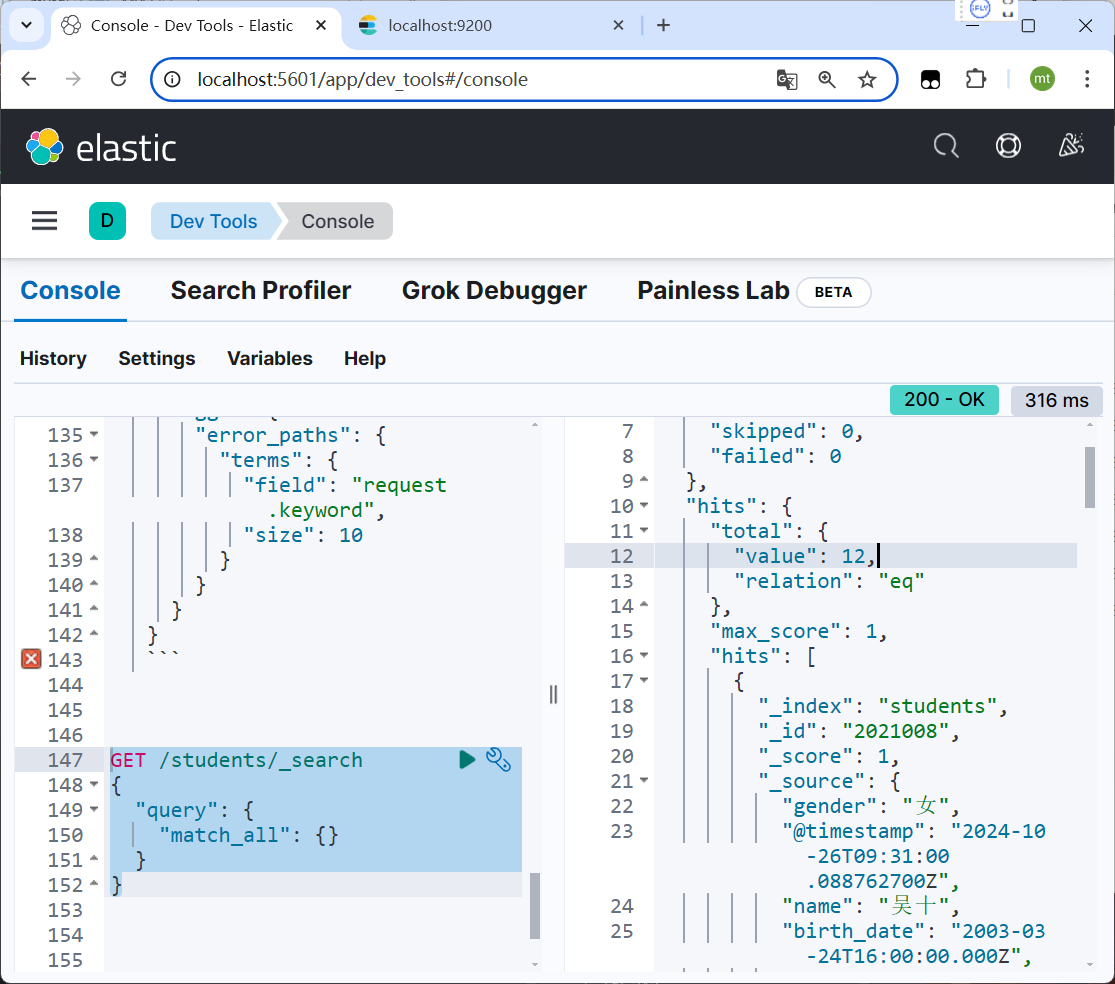 Console - Dev Tools - Elastic
localhost:9200
localhost:5601/app/dev_tools#/console
mt
elastic
D
Dev Tools
Console
Console
Search Profiler
Grok Debugger
Painless Lab
BETA
History
Settings
Variables
Help
200 - OK
316 ms
135 "error_paths": {
136 "terms": {
137 "field": "request
.keyword",
138 "size": 10
139 }
140 }
141 }
142 }
143 ```
144
145
146
147 GET /students/_search
148 {
149 "query": {
150 "match_all": {}
151 }
152 }
153
154
155
7 "skipped": 0,
8 "failed": 0
9 },
10 "hits": {
11 "total": {
12 "value": 12,
13 "relation": "eq"
14 },
15 "max_score": 1,
16 "hits": [
17 {
18 "_index": "students",
19 "_id": "2021008",
20 "_score": 1,
21 "_source": {
22 "gender": "女",
23 "@timestamp": "2024-10
-26T09:31:00
.088762700Z",
24 "name": "吴十",
25 "birth_date": "2003-03
-24T16:00:00.000Z",